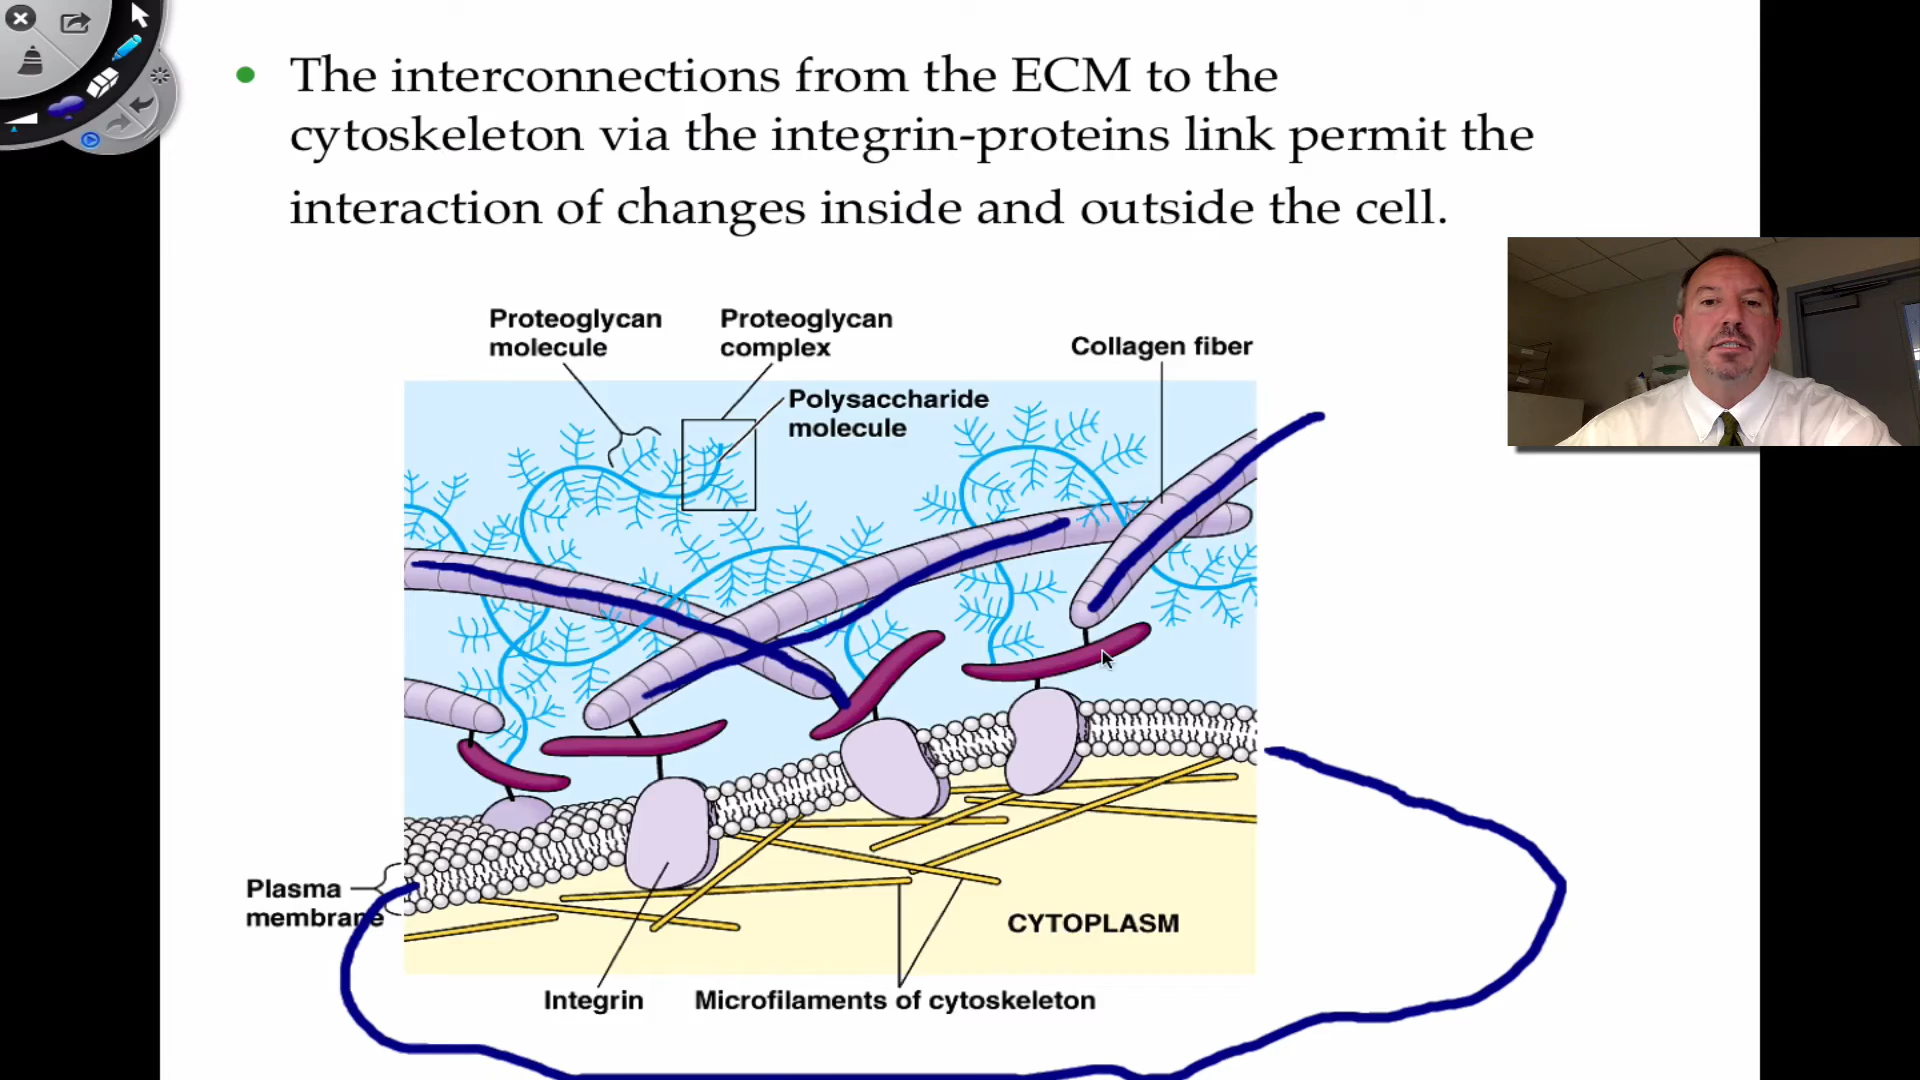 The interconnections from the ECM to the
cytoskeleton via the integrin-proteins link permit the
interaction of changes inside and outside the cell.
Proteoglycan
molecule
Proteoglycan
complex
Collagen fiber
Polysaccharide
molecule
Plasma
membrane
CYTOPLASM
Integrin
Microfilaments of cytoskeleton